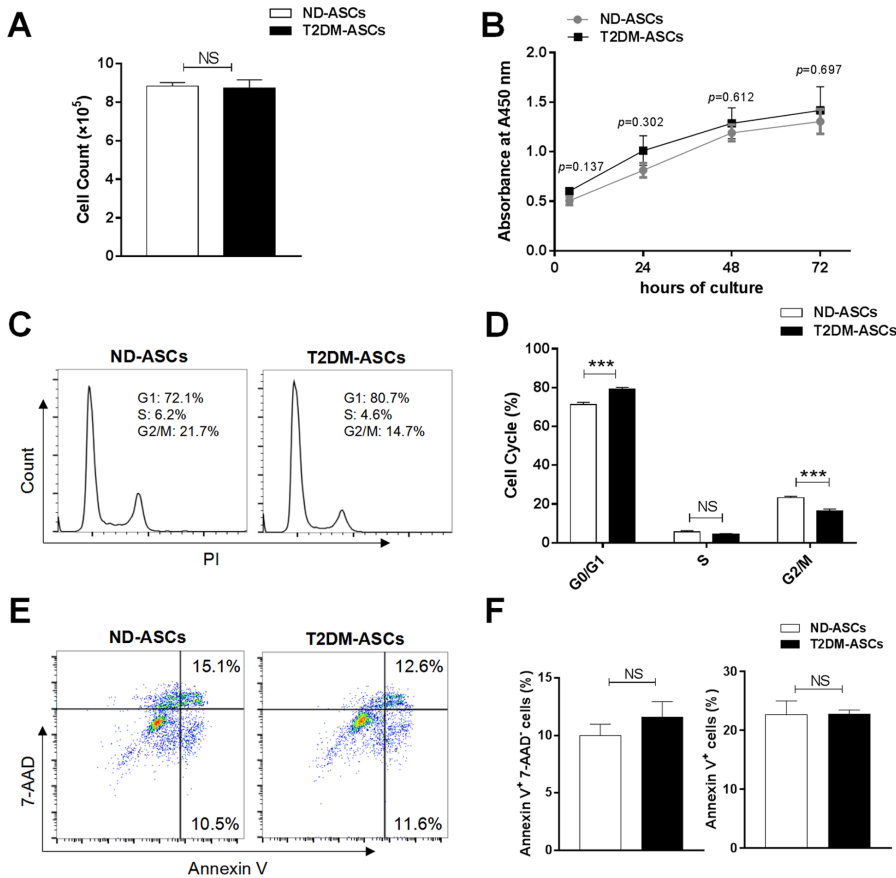 A
ND-ASCs
T2DM-ASCs
NS
Cell Count (×10⁵)
10
8
6
4
2
0
B
ND-ASCs
T2DM-ASCs
p=0.137
p=0.302
p=0.612
p=0.697
Absorbance at A450 nm
2.0
1.5
1.0
0.5
0.0
0
24
48
72
hours of culture
C
ND-ASCs
G1: 72.1%
S: 6.2%
G2/M: 21.7%
T2DM-ASCs
G1: 80.7%
S: 4.6%
G2/M: 14.7%
Count
PI
D
ND-ASCs
T2DM-ASCs
***
NS
***
Cell Cycle (%)
100
80
60
40
20
0
G0/G1
S
G2/M
E
ND-ASCs
15.1%
10.5%
T2DM-ASCs
12.6%
11.6%
7-AAD
Annexin V
F
ND-ASCs
T2DM-ASCs
NS
Annexin V⁺ 7-AAD⁻ cells (%)
15
10
5
0
NS
Annexin V⁺ cells (%)
30
20
10
0